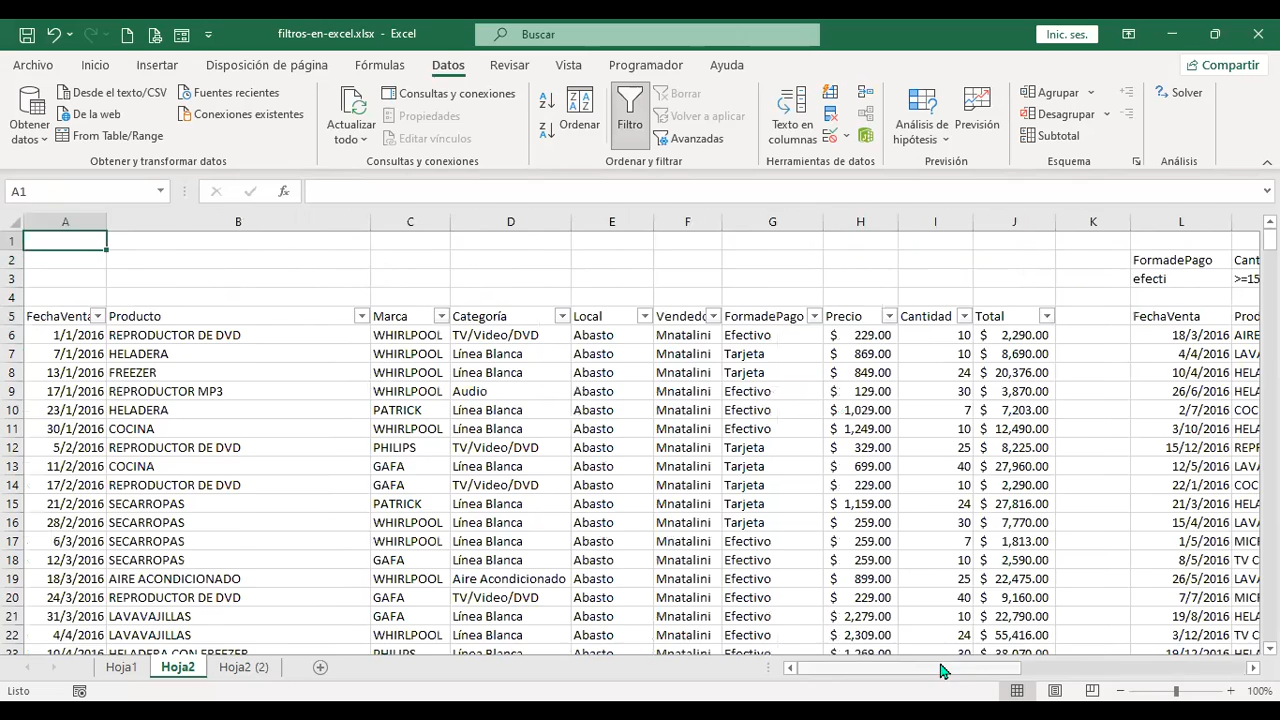 filtros-en-excel.xlsx - Excel
Buscar
Inic. ses.
Archivo Inicio Insertar Disposición de página Fórmulas Datos Revisar Vista Programador Ayuda
Compartir
Obtener datos
Desde el texto/CSV
De la web
From Table/Range
Fuentes recientes
Conexiones existentes
Obtener y transformar datos
Actualizar todo
Consultas y conexiones
Propiedades
Editar vínculos
Consultas y conexiones
Ordenar
Filtro
Borrar
Volver a aplicar
Avanzadas
Ordenar y filtrar
Texto en columnas
Herramientas de datos
Análisis de hipótesis
Previsión
Previsión
Agrupar
Desagrupar
Subtotal
Esquema
Solver
Análisis
A1
fx
A B C D E F G H I J K L
1
2 FormadePago Cant
3 efecti >=15
4
5 FechaVenta Producto Marca Categoría Local Vendedo FormadePago Precio Cantidad Total FechaVenta Proc
6 1/1/2016 REPRODUCTOR DE DVD WHIRLPOOL TV/Video/DVD Abasto Mnatalini Efectivo $ 229.00 10 $ 2,290.00 18/3/2016 AIRE
7 7/1/2016 HELADERA WHIRLPOOL Línea Blanca Abasto Mnatalini Tarjeta $ 869.00 10 $ 8,690.00 4/4/2016 LAVA
8 13/1/2016 FREEZER WHIRLPOOL Línea Blanca Abasto Mnatalini Tarjeta $ 849.00 24 $ 20,376.00 10/4/2016 HELA
9 17/1/2016 REPRODUCTOR MP3 WHIRLPOOL Audio Abasto Mnatalini Efectivo $ 129.00 30 $ 3,870.00 26/6/2016 HELA
10 23/1/2016 HELADERA PATRICK Línea Blanca Abasto Mnatalini Efectivo $ 1,029.00 7 $ 7,203.00 2/7/2016 COC
11 30/1/2016 COCINA WHIRLPOOL Línea Blanca Abasto Mnatalini Efectivo $ 1,249.00 10 $ 12,490.00 3/10/2016 HELA
12 5/2/2016 REPRODUCTOR DE DVD PHILIPS TV/Video/DVD Abasto Mnatalini Tarjeta $ 329.00 25 $ 8,225.00 15/12/2016 REPR
13 11/2/2016 COCINA GAFA Línea Blanca Abasto Mnatalini Tarjeta $ 699.00 40 $ 27,960.00 12/5/2016 LAVA
14 17/2/2016 REPRODUCTOR DE DVD GAFA TV/Video/DVD Abasto Mnatalini Tarjeta $ 229.00 10 $ 2,290.00 22/1/2016 COC
15 21/2/2016 SECARROPAS PATRICK Línea Blanca Abasto Mnatalini Tarjeta $ 1,159.00 24 $ 27,816.00 21/3/2016 HELA
16 28/2/2016 SECARROPAS WHIRLPOOL Línea Blanca Abasto Mnatalini Tarjeta $ 259.00 30 $ 7,770.00 15/4/2016 LAVA
17 6/3/2016 SECARROPAS WHIRLPOOL Línea Blanca Abasto Mnatalini Efectivo $ 259.00 7 $ 1,813.00 1/5/2016 MICF
18 12/3/2016 SECARROPAS GAFA Línea Blanca Abasto Mnatalini Efectivo $ 259.00 10 $ 2,590.00 8/5/2016 TV C
19 18/3/2016 AIRE ACONDICIONADO WHIRLPOOL Aire Acondicionado Abasto Mnatalini Efectivo $ 899.00 25 $ 22,475.00 26/5/2016 LAVA
20 24/3/2016 REPRODUCTOR DE DVD GAFA TV/Video/DVD Abasto Mnatalini Efectivo $ 229.00 40 $ 9,160.00 7/7/2016 MICF
21 31/3/2016 LAVAVAJILLAS GAFA Línea Blanca Abasto Mnatalini Efectivo $ 2,279.00 10 $ 22,790.00 19/8/2016 HELA
22 4/4/2016 LAVAVAJILLAS WHIRLPOOL Línea Blanca Abasto Mnatalini Efectivo $ 2,309.00 24 $ 55,416.00 3/12/2016 TV C
23 10/4/2016 HELADERA CON FREEZER PHILIPS Línea Blanca Abasto Mnatalini Efectivo $ 1,269.00 30 $ 38,070.00 19/12/2016 HELA
Hoja1 Hoja2 Hoja2 (2)
Listo
100%